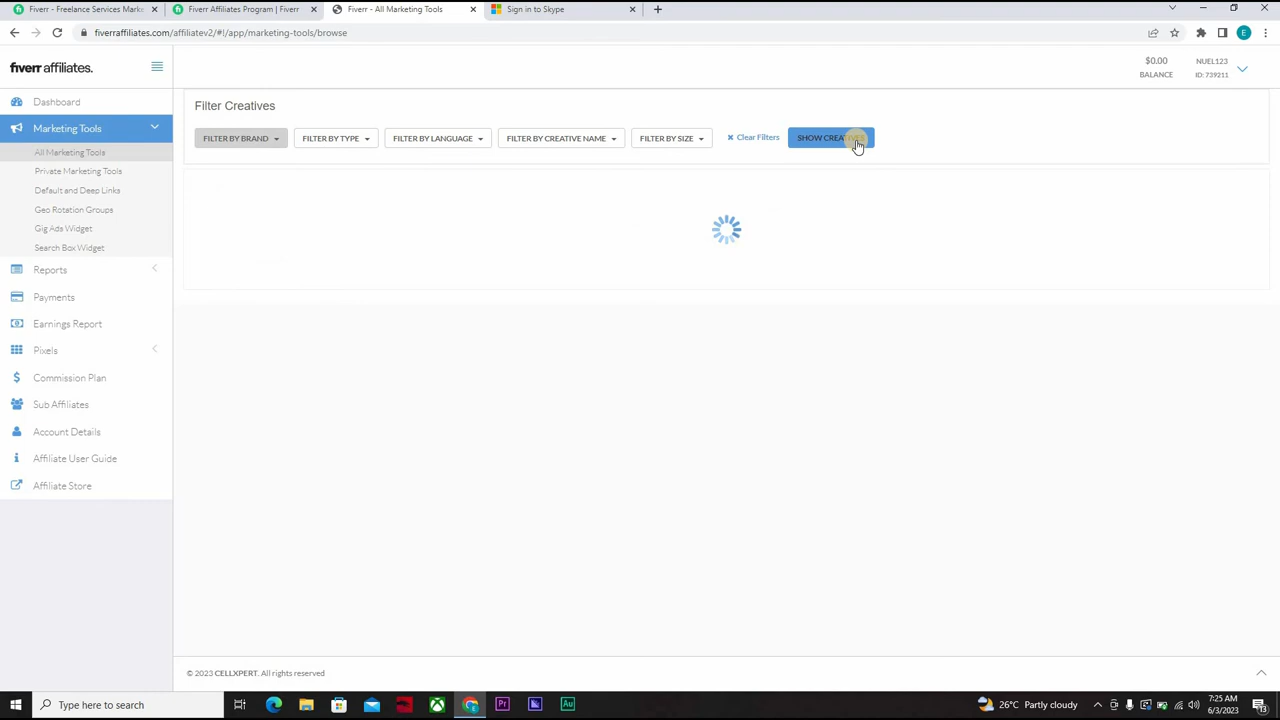 Fiverr - Freelance Services Mark
Fiverr Affiliates Program | Fiverr
Fiverr - All Marketing Tools
Sign in to Skype
fiverraffiliates.com/affiliatev2/#!/app/marketing-tools/browse
E
fiverr affiliates.
$0.00
BALANCE
NUEL123
ID: 739211
Dashboard
Marketing Tools
All Marketing Tools
Private Marketing Tools
Default and Deep Links
Geo Rotation Groups
Gig Ads Widget
Search Box Widget
Reports
Payments
Earnings Report
Pixels
Commission Plan
Sub Affiliates
Account Details
Affiliate User Guide
Affiliate Store
Filter Creatives
FILTER BY BRAND
FILTER BY TYPE
FILTER BY LANGUAGE
FILTER BY CREATIVE NAME
FILTER BY SIZE
Clear Filters
SHOW CREATIVES
© 2023 CELLXPERT. All rights reserved
Type here to search
Pr
Au
26°C Partly cloudy
7:25 AM
6/3/2023